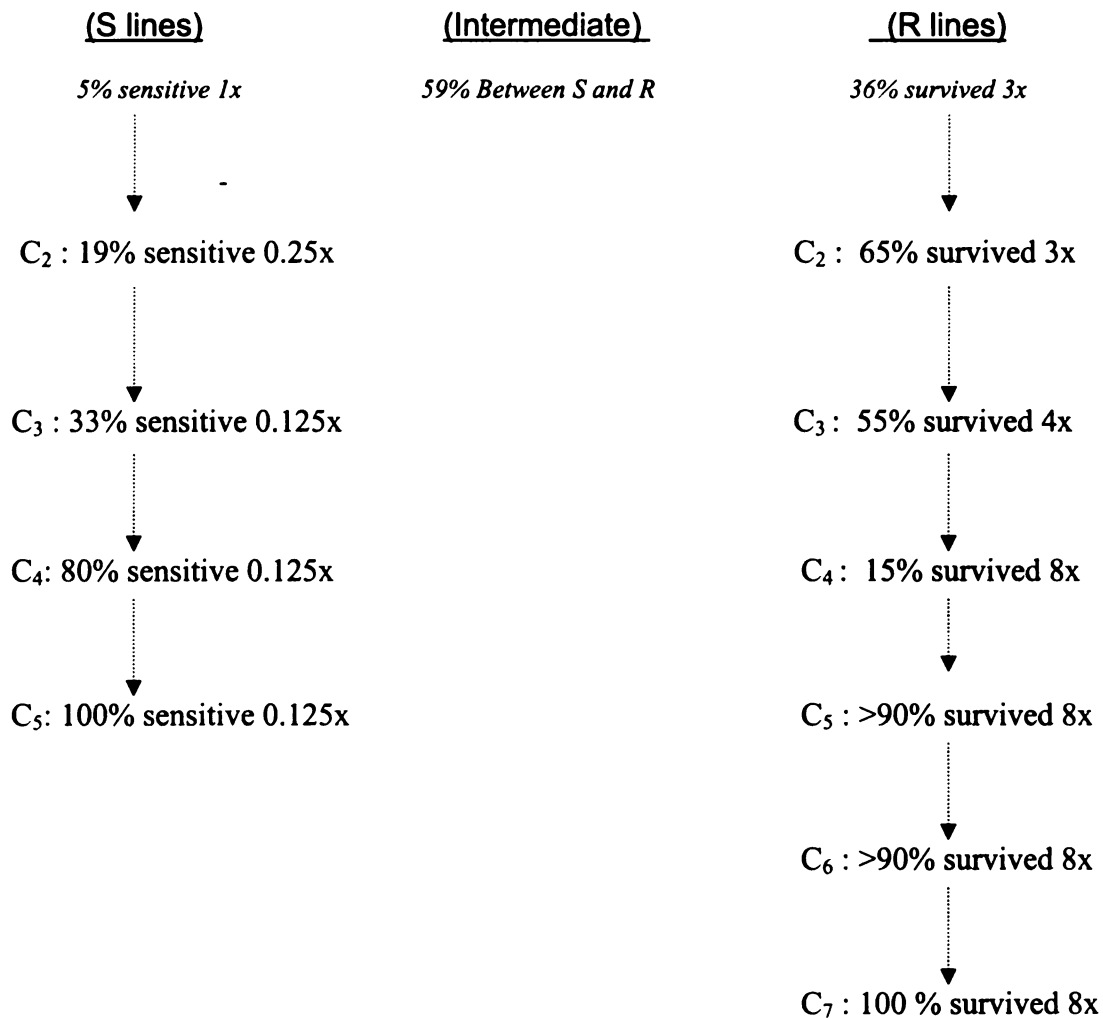 (S lines) (Intermediate) (R lines)
5% sensitive 1x 59% Between S and R 36% survived 3x
C₂ : 19% sensitive 0.25x C₂ : 65% survived 3x
C₃ : 33% sensitive 0.125x C₃ : 55% survived 4x
C₄: 80% sensitive 0.125x C₄ : 15% survived 8x
C₅: 100% sensitive 0.125x C₅ : >90% survived 8x
C₆ : >90% survived 8x
C₇ : 100 % survived 8x